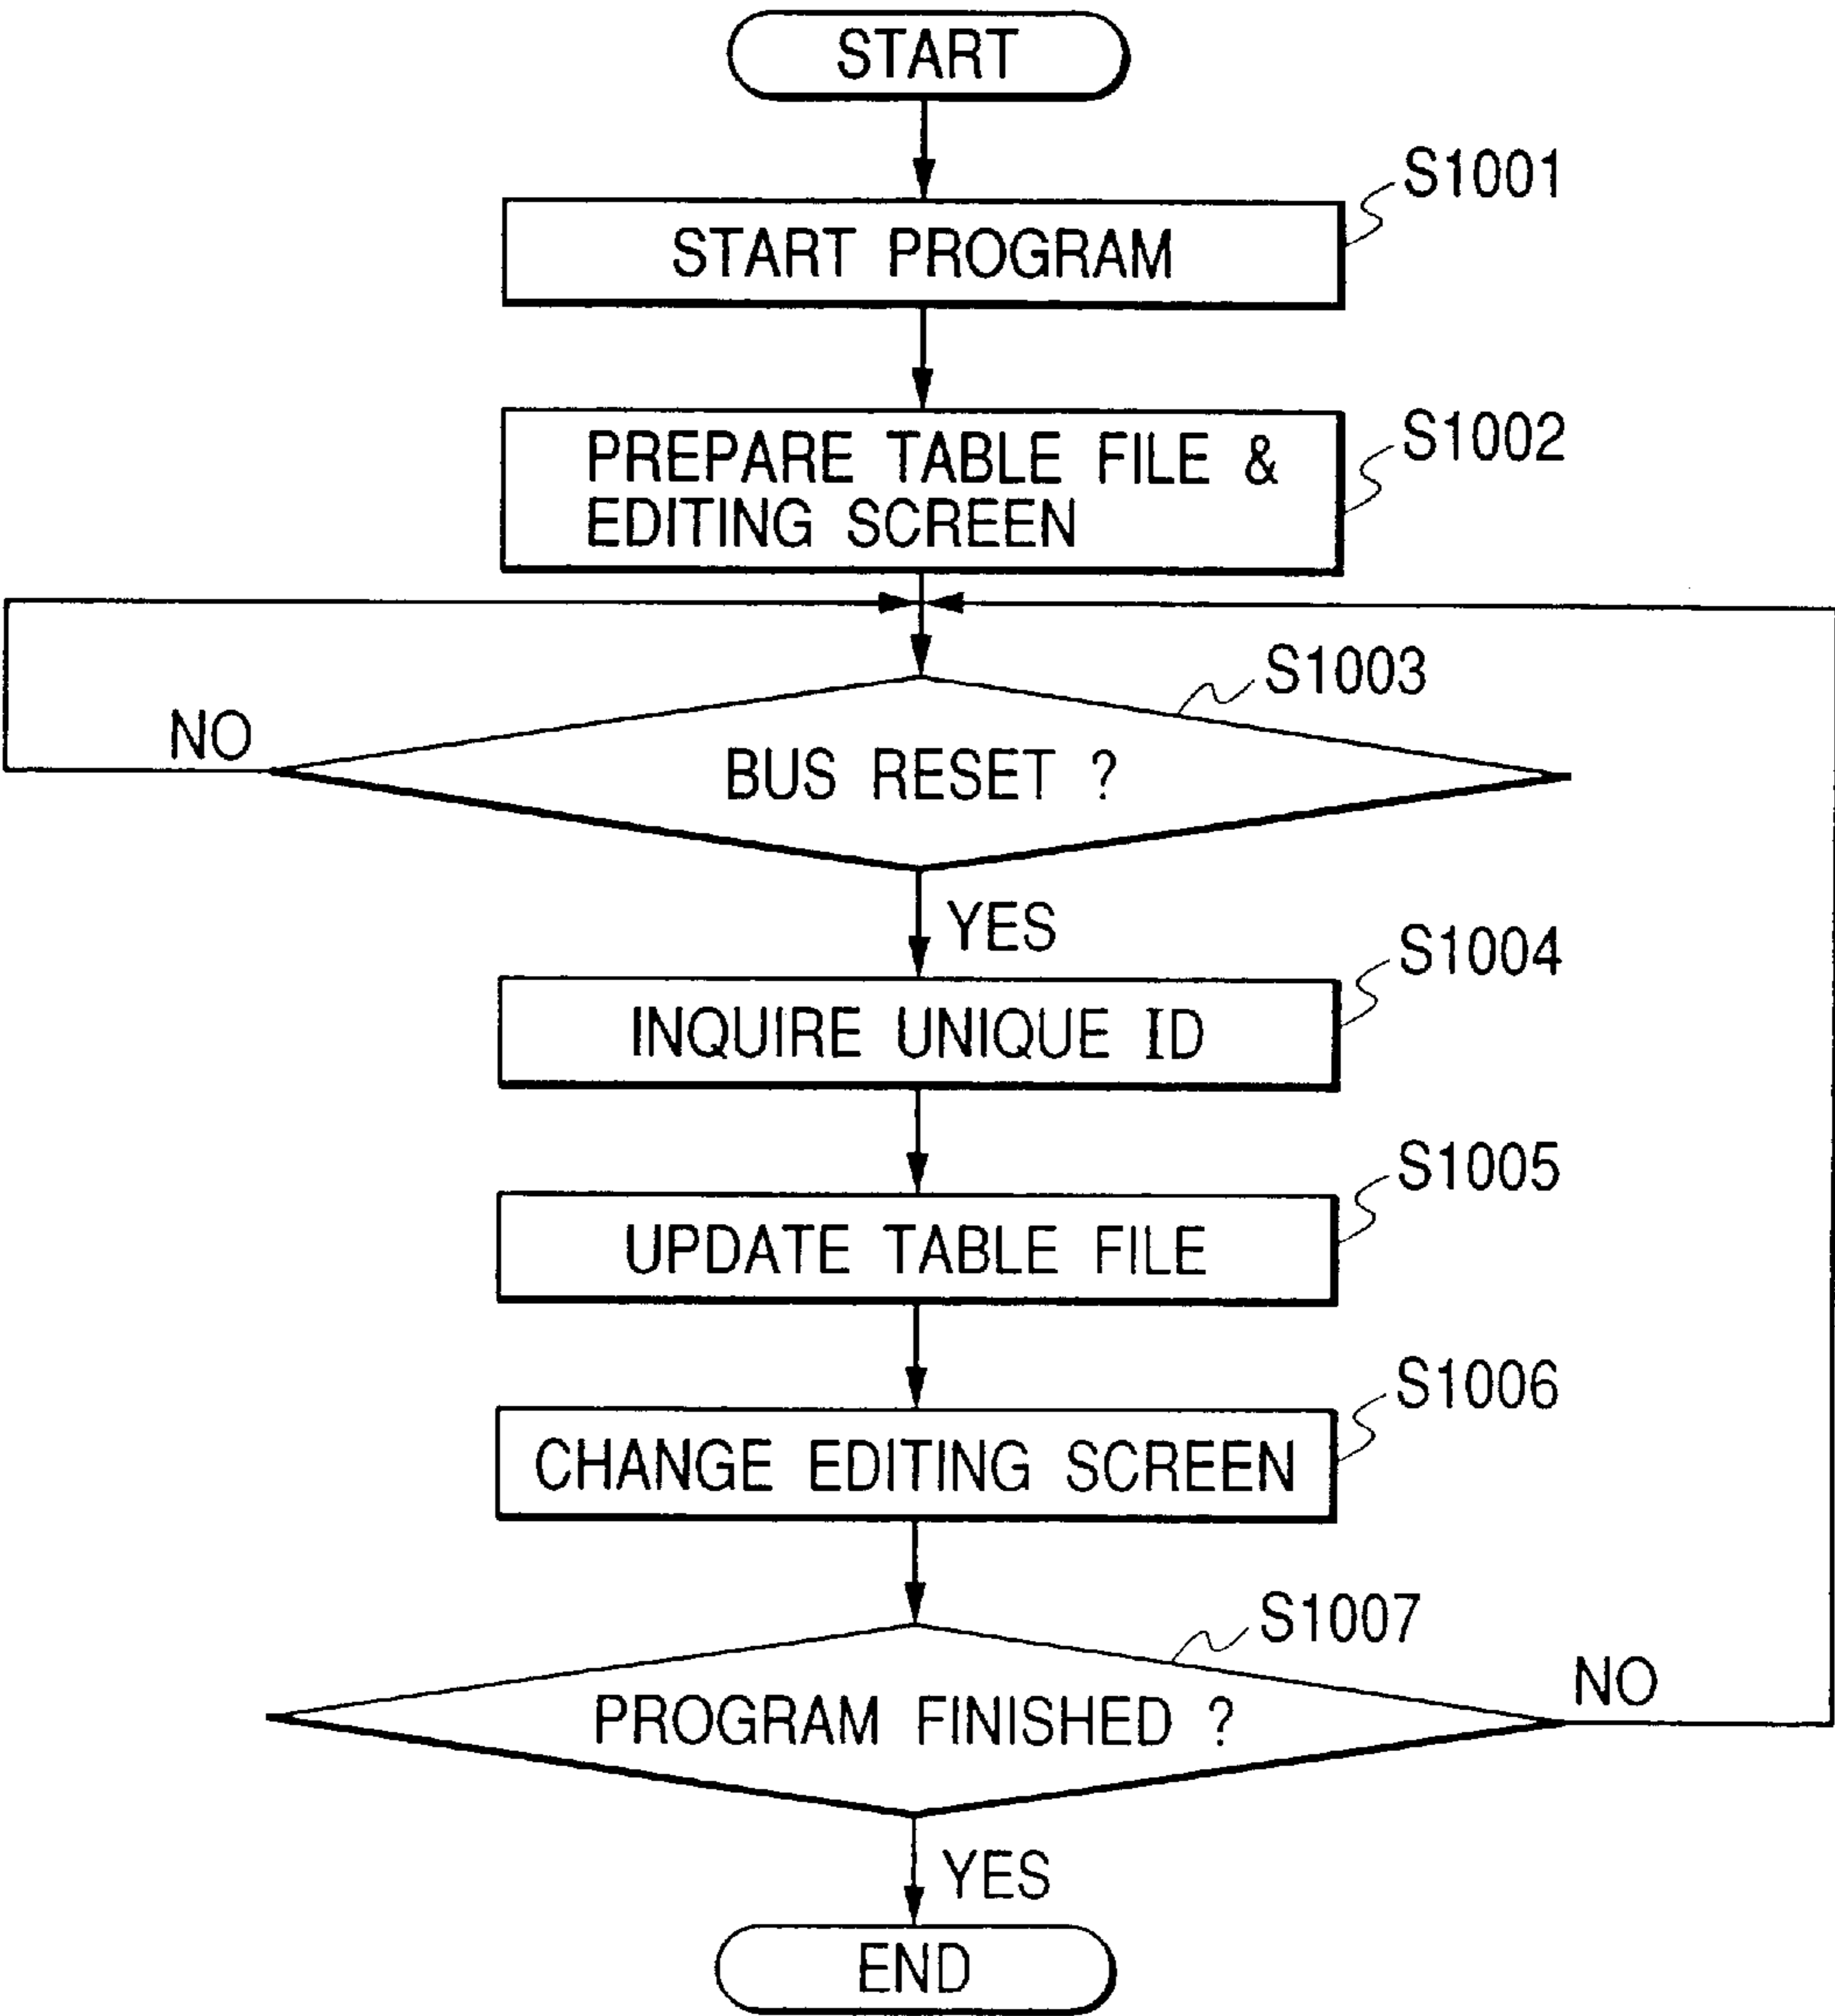 START
S1001
START PROGRAM
S1002
PREPARE TABLE FILE &
EDITING SCREEN
S1003
NO
BUS RESET ?
YES
S1004
INQUIRE UNIQUE ID
S1005
UPDATE TABLE FILE
S1006
CHANGE EDITING SCREEN
S1007
NO
PROGRAM FINISHED ?
YES
END